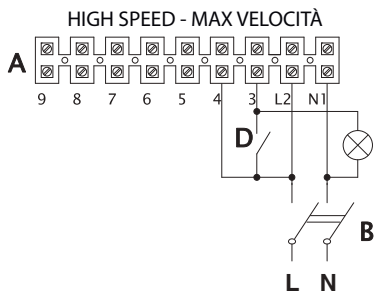 HIGH SPEED - MAX VELOCITÀ
A
9 8 7 6 5 4 3 L2 N1
D
B
L N